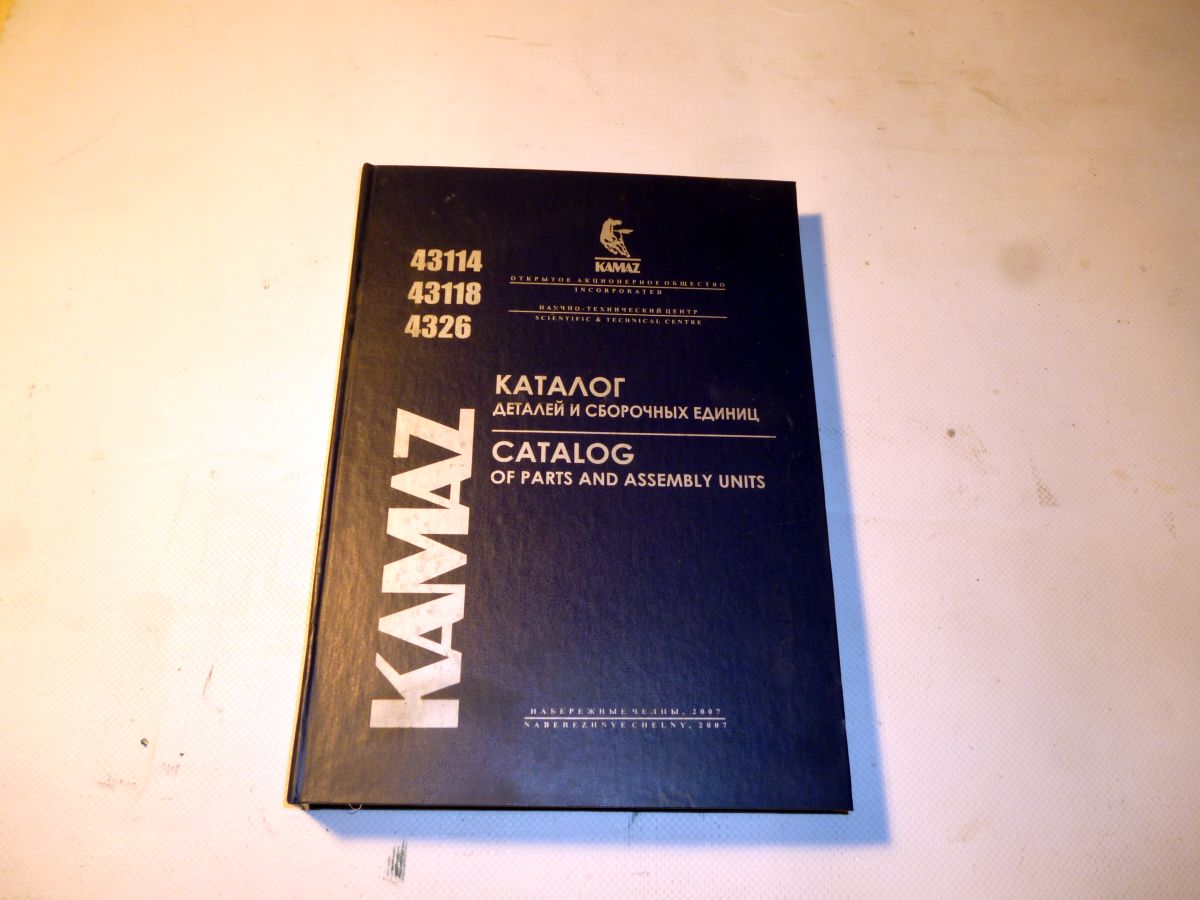 43114
43118
4326
KAMAZ
ОТКРЫТОЕ АКЦИОНЕРНОЕ ОБЩЕСТВО
INCORPORATED
НАУЧНО-ТЕХНИЧЕСКИЙ ЦЕНТР
SCIENTIFIC & TECHNICAL CENTRE
КАТАЛОГ
ДЕТАЛЕЙ И СБОРОЧНЫХ ЕДИНИЦ
CATALOG
OF PARTS AND ASSEMBLY UNITS
KAMAZ
НАБЕРЕЖНЫЕ ЧЕЛНЫ, 2007
NABEREZHNYE CHELNY, 2007